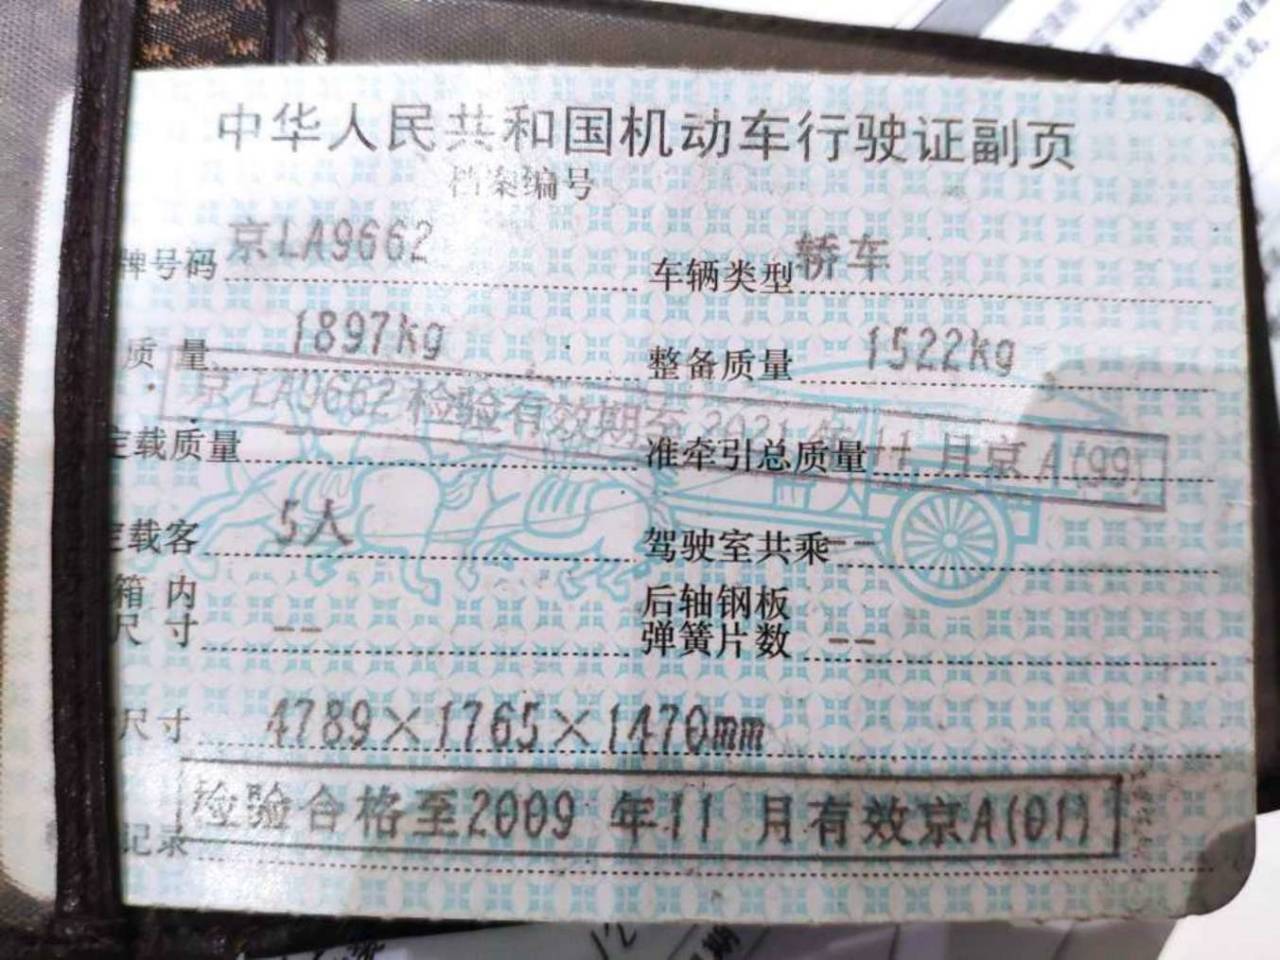 中华人民共和国机动车行驶证副页
档案编号
牌号码 京LA9662 车辆类型 轿车
质 量 1897kg 整备质量 1522kg
京LA9662 检验有效期至 2021 年 11 月京A(99)
定载质量 -- 准牵引总质量
定载客 5人 驾驶室共乘 --
箱 内 后轴钢板
尺 寸 -- 弹簧片数 --
尺寸 4789×1765×1470mm
检验合格至2009 年11 月有效京A(01)
记录
12
期